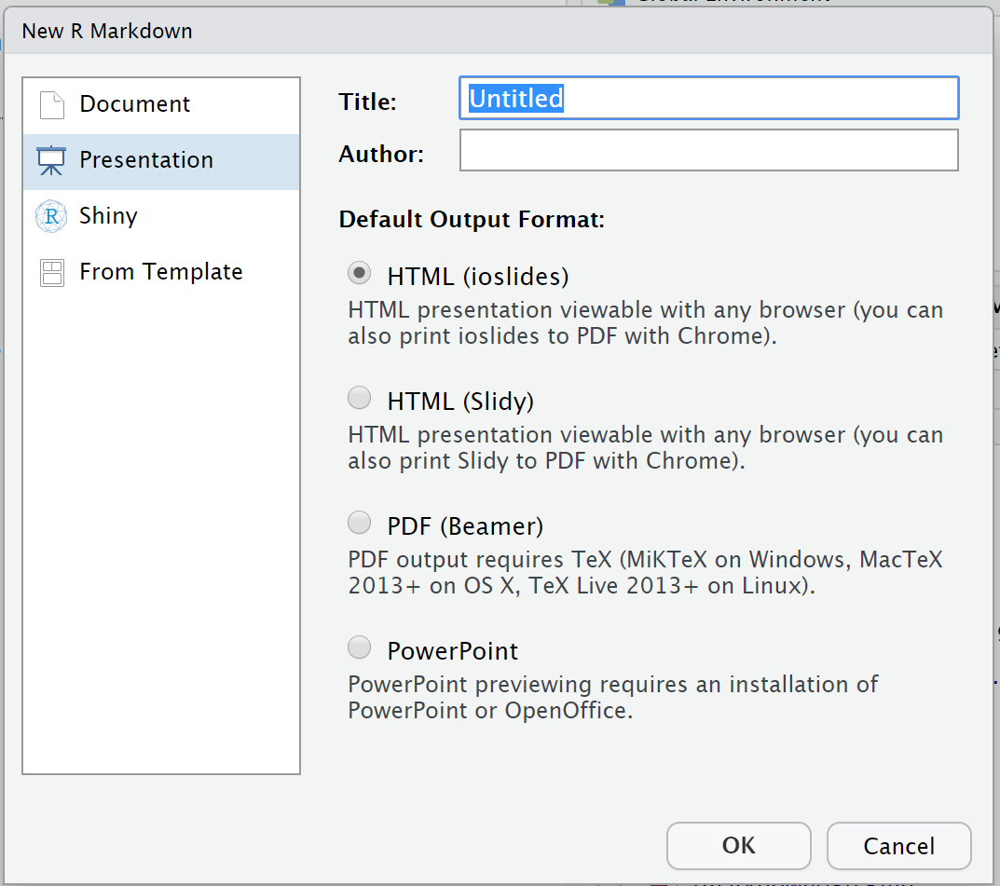 Global Environment
New R Markdown
Document
Presentation
R
Shiny
From Template
Title:
Untitled
Author:
Default Output Format:
HTML (ioslides)
HTML presentation viewable with any browser (you can
also print ioslides to PDF with Chrome).
HTML (Slidy)
HTML presentation viewable with any browser (you can
also print Slidy to PDF with Chrome).
PDF (Beamer)
PDF output requires TeX (MiKTeX on Windows, MacTeX
2013+ on OS X, TeX Live 2013+ on Linux).
PowerPoint
PowerPoint previewing requires an installation of
PowerPoint or OpenOffice.
OK
Cancel